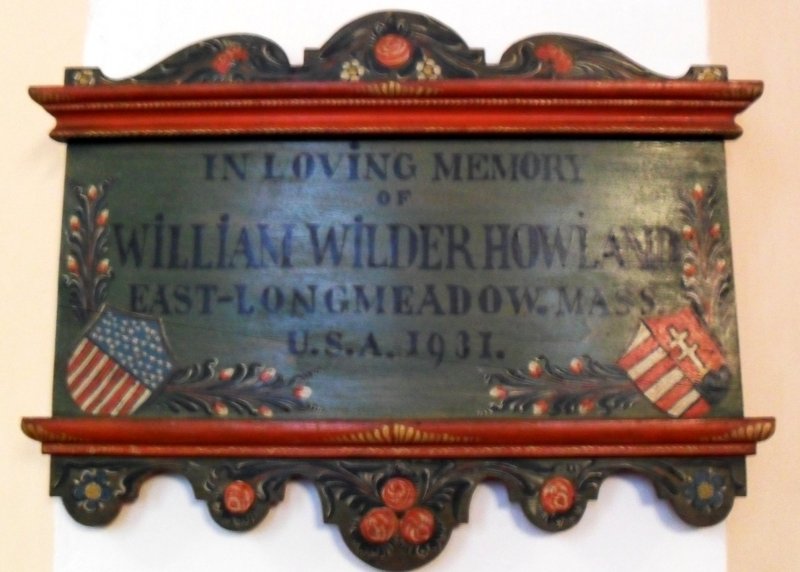 IN LOVING MEMORY
OF
WILLIAM WILDER HOWLAND
EAST-LONGMEADOW. MASS.
U.S.A. 1931.